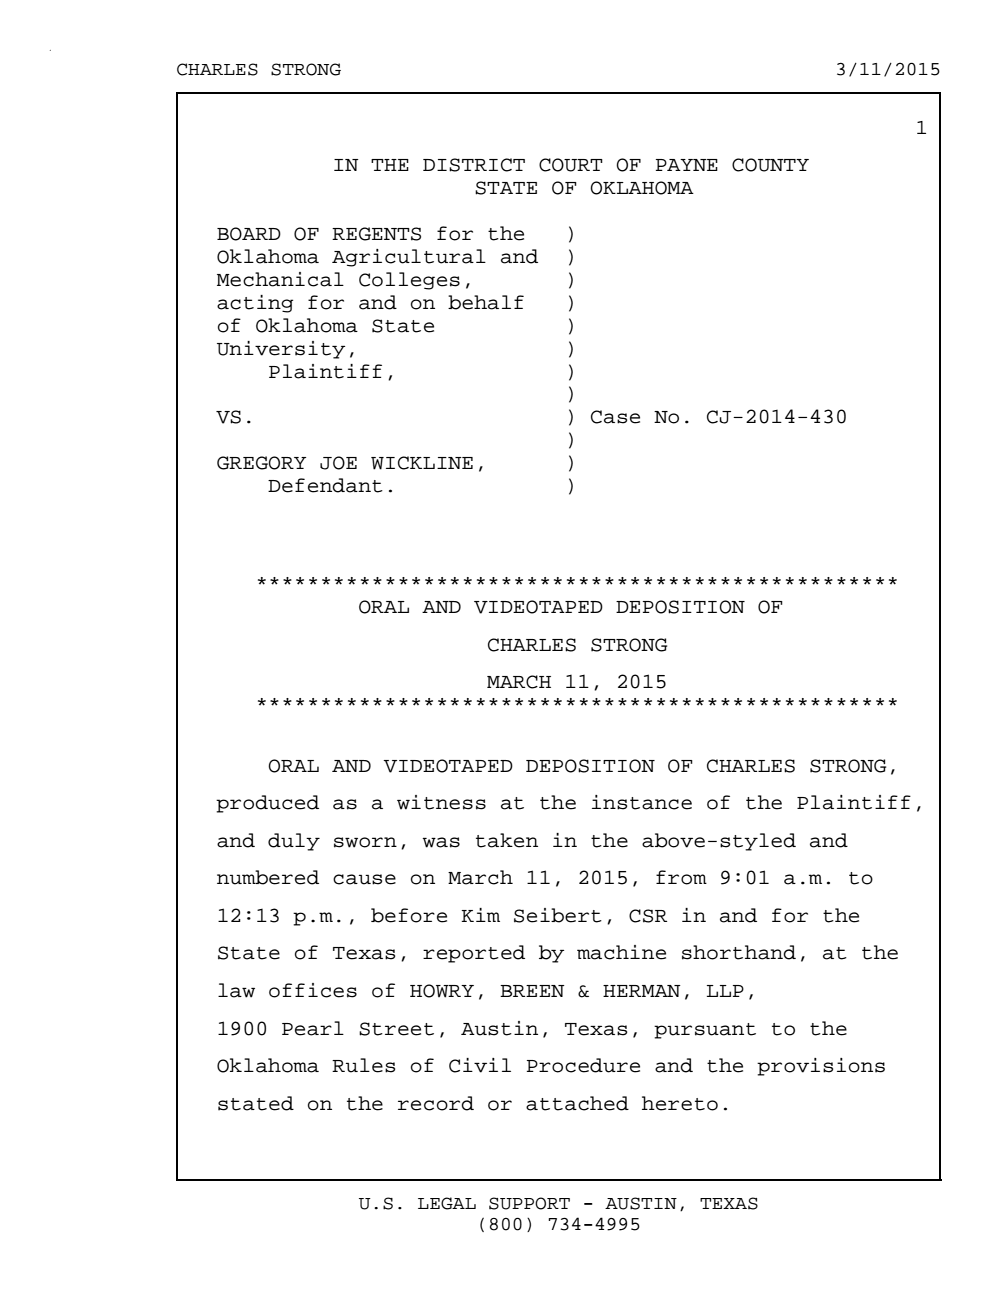 CHARLES STRONG 3/11/2015
1
IN THE DISTRICT COURT OF PAYNE COUNTY
STATE OF OKLAHOMA
BOARD OF REGENTS for the )
Oklahoma Agricultural and )
Mechanical Colleges, )
acting for and on behalf )
of Oklahoma State )
University, )
Plaintiff, )
)
VS. ) Case No. CJ-2014-430
)
GREGORY JOE WICKLINE, )
Defendant. )
**************************************************
ORAL AND VIDEOTAPED DEPOSITION OF
CHARLES STRONG
MARCH 11, 2015
**************************************************
ORAL AND VIDEOTAPED DEPOSITION OF CHARLES STRONG,
produced as a witness at the instance of the Plaintiff,
and duly sworn, was taken in the above-styled and
numbered cause on March 11, 2015, from 9:01 a.m. to
12:13 p.m., before Kim Seibert, CSR in and for the
State of Texas, reported by machine shorthand, at the
law offices of HOWRY, BREEN & HERMAN, LLP,
1900 Pearl Street, Austin, Texas, pursuant to the
Oklahoma Rules of Civil Procedure and the provisions
stated on the record or attached hereto.
U.S. LEGAL SUPPORT - AUSTIN, TEXAS
(800) 734-4995